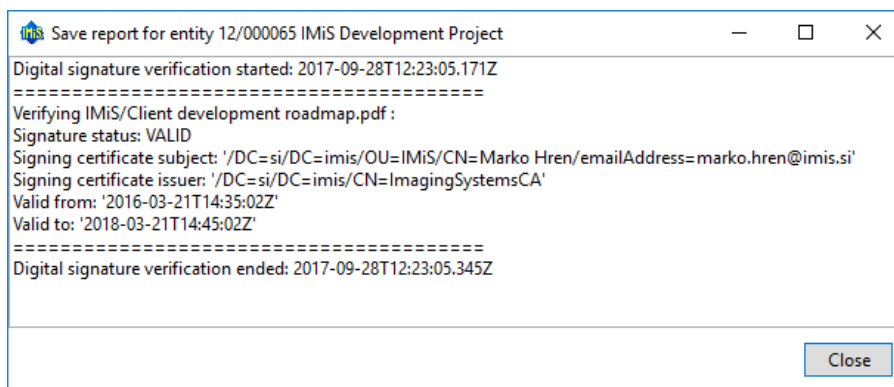 IMiS Save report for entity 12/000065 IMiS Development Project
Digital signature verification started: 2017-09-28T12:23:05.171Z
========================================
Verifying IMiS/Client development roadmap.pdf :
Signature status: VALID
Signing certificate subject: '/DC=si/DC=imis/OU=IMiS/CN=Marko Hren/emailAddress=marko.hren@imis.si'
Signing certificate issuer: '/DC=si/DC=imis/CN=ImagingSystemsCA'
Valid from: '2016-03-21T14:35:02Z'
Valid to: '2018-03-21T14:45:02Z'
========================================
Digital signature verification ended: 2017-09-28T12:23:05.345Z
Close